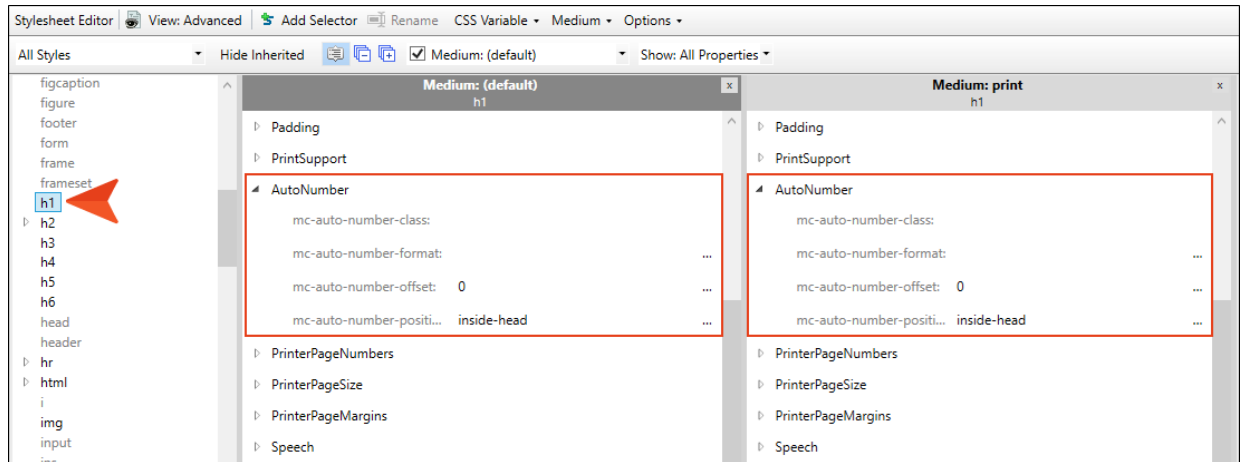 Stylesheet Editor View: Advanced Add Selector Rename CSS Variable Medium Options
All Styles Hide Inherited Medium: (default) Show: All Properties
figcaption
figure
footer
form
frame
frameset
h1
h2
h3
h4
h5
h6
head
header
hr
html
i
img
input
Medium: (default) x
h1
Padding
PrintSupport
AutoNumber
mc-auto-number-class:
mc-auto-number-format: ...
mc-auto-number-offset: 0 ...
mc-auto-number-positi... inside-head ...
PrinterPageNumbers
PrinterPageSize
PrinterPageMargins
Speech
Medium: print x
h1
Padding
PrintSupport
AutoNumber
mc-auto-number-class:
mc-auto-number-format: ...
mc-auto-number-offset: 0 ...
mc-auto-number-positi... inside-head ...
PrinterPageNumbers
PrinterPageSize
PrinterPageMargins
Speech